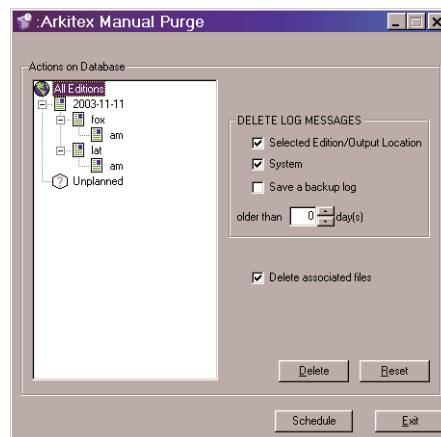 :Arkitex Manual Purge
Actions on Database
All Editions
2003-11-11
fox
am
lat
am
Unplanned
DELETE LOG MESSAGES
Selected Edition/Output Location
System
Save a backup log
older than 0 day(s)
Delete associated files
Delete Reset
Schedule Exit